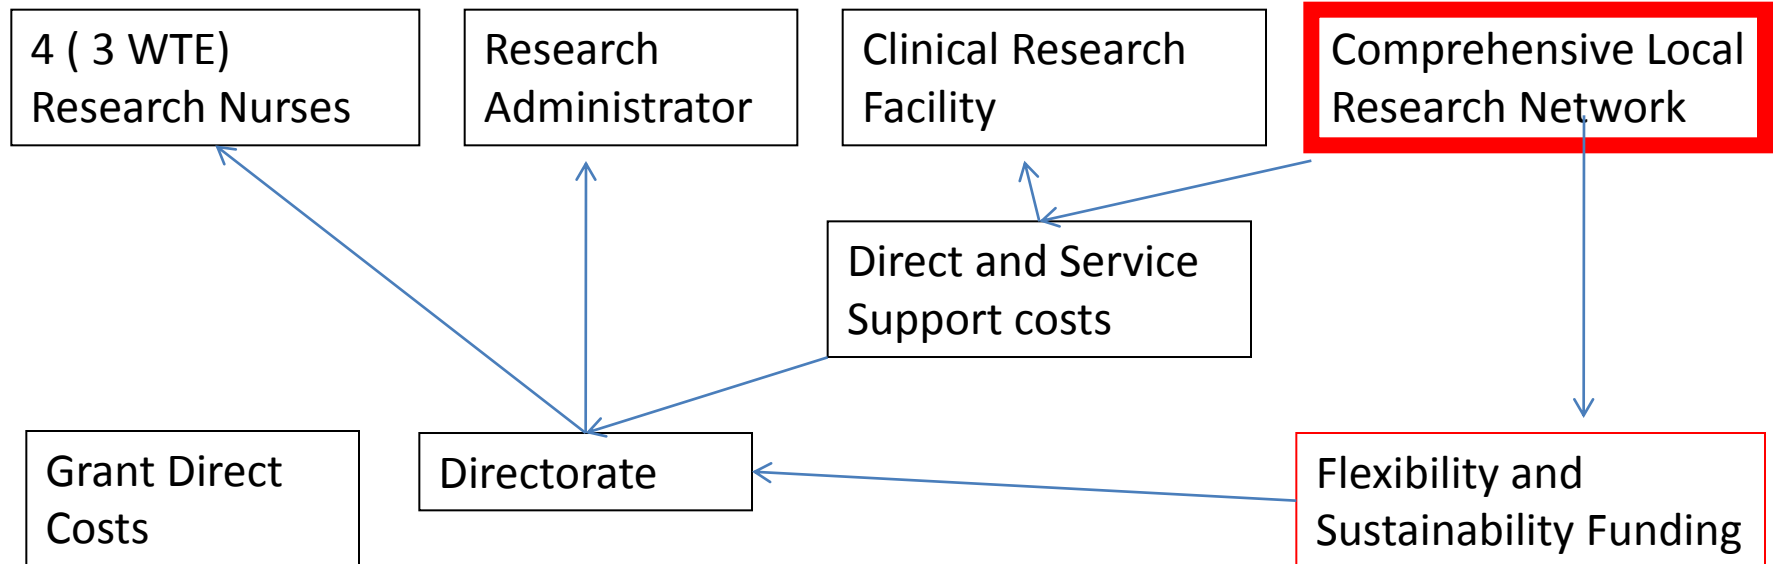 4 ( 3 WTE)
Research Nurses
Research
Administrator
Clinical Research
Facility
Comprehensive Local
Research Network
Direct and Service
Support costs
Grant Direct
Costs
Directorate
Flexibility and
Sustainability Funding